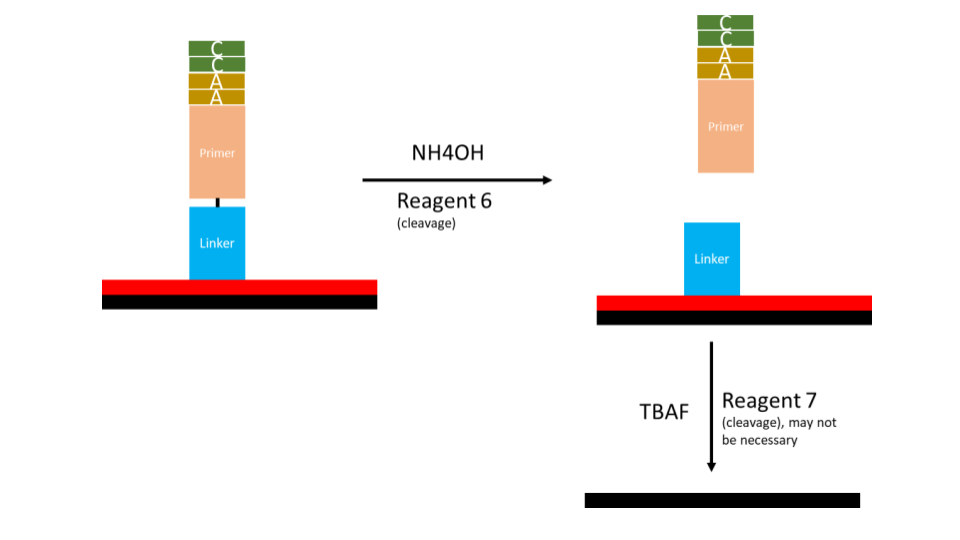 C
C
A
A
Primer
Linker
NH4OH
Reagent 6
(cleavage)
C
C
A
A
Primer
Linker
TBAF
Reagent 7
(cleavage), may not
be necessary